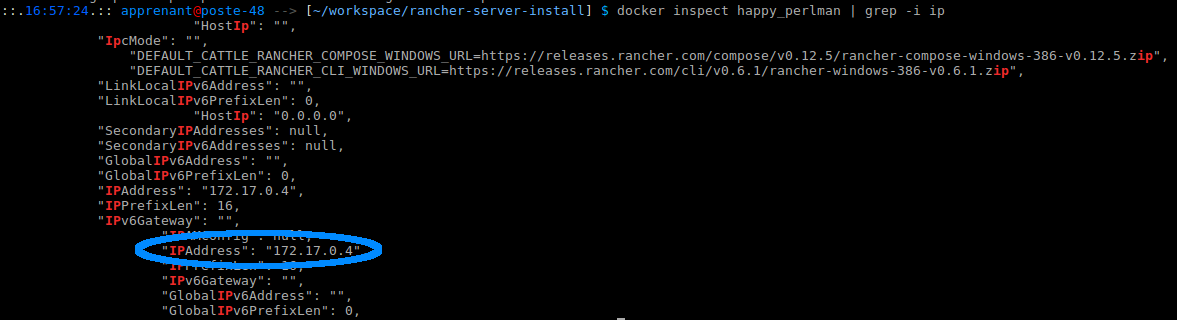 ::.16:57:24.:: apprenant@poste-48 --> [~/workspace/rancher-server-install] $ docker inspect happy_perlman | grep -i ip
"HostIp": "",
"IpcMode": "",
"DEFAULT_CATTLE_RANCHER_COMPOSE_WINDOWS_URL=https://releases.rancher.com/compose/v0.12.5/rancher-compose-windows-386-v0.12.5.zip",
"DEFAULT_CATTLE_RANCHER_CLI_WINDOWS_URL=https://releases.rancher.com/cli/v0.6.1/rancher-windows-386-v0.6.1.zip",
"LinkLocalIPv6Address": "",
"LinkLocalIPv6PrefixLen": 0,
"HostIp": "0.0.0.0",
"SecondaryIPAddresses": null,
"SecondaryIPv6Addresses": null,
"GlobalIPv6Address": "",
"GlobalIPv6PrefixLen": 0,
"IPAddress": "172.17.0.4",
"IPPrefixLen": 16,
"IPv6Gateway": "",
"IPAMConfig": null,
"IPAddress": "172.17.0.4"
"IPPrefixLen": 16,
"IPv6Gateway": "",
"GlobalIPv6Address": "",
"GlobalIPv6PrefixLen": 0,